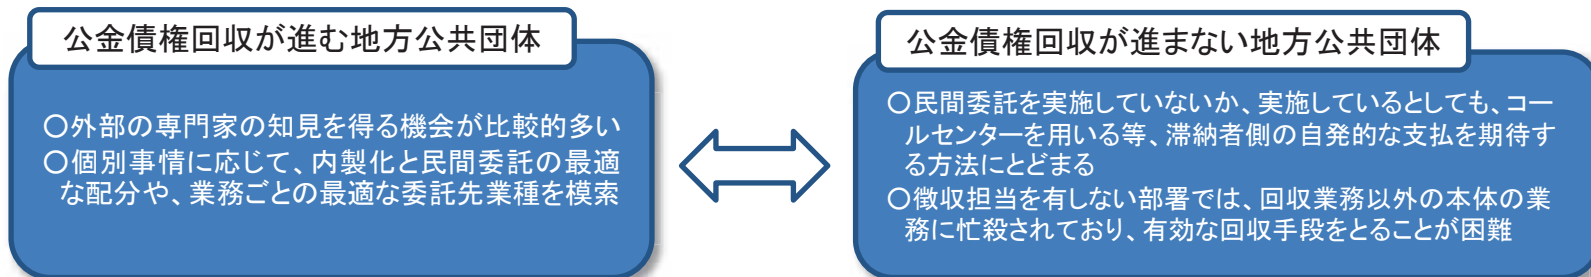 公金債権回収が進む地方公共団体
〇外部の専門家の知見を得る機会が比較的多い
〇個別事情に応じて、内製化と民間委託の最適
な配分や、業務ごとの最適な委託先業種を模索
公金債権回収が進まない地方公共団体
〇民間委託を実施していないか、実施しているとしても、コー
ルセンターを用いる等、滞納者側の自発的な支払を期待す
る方法にとどまる
〇徴収担当を有しない部署では、回収業務以外の本体の業
務に忙殺されており、有効な回収手段をとることが困難